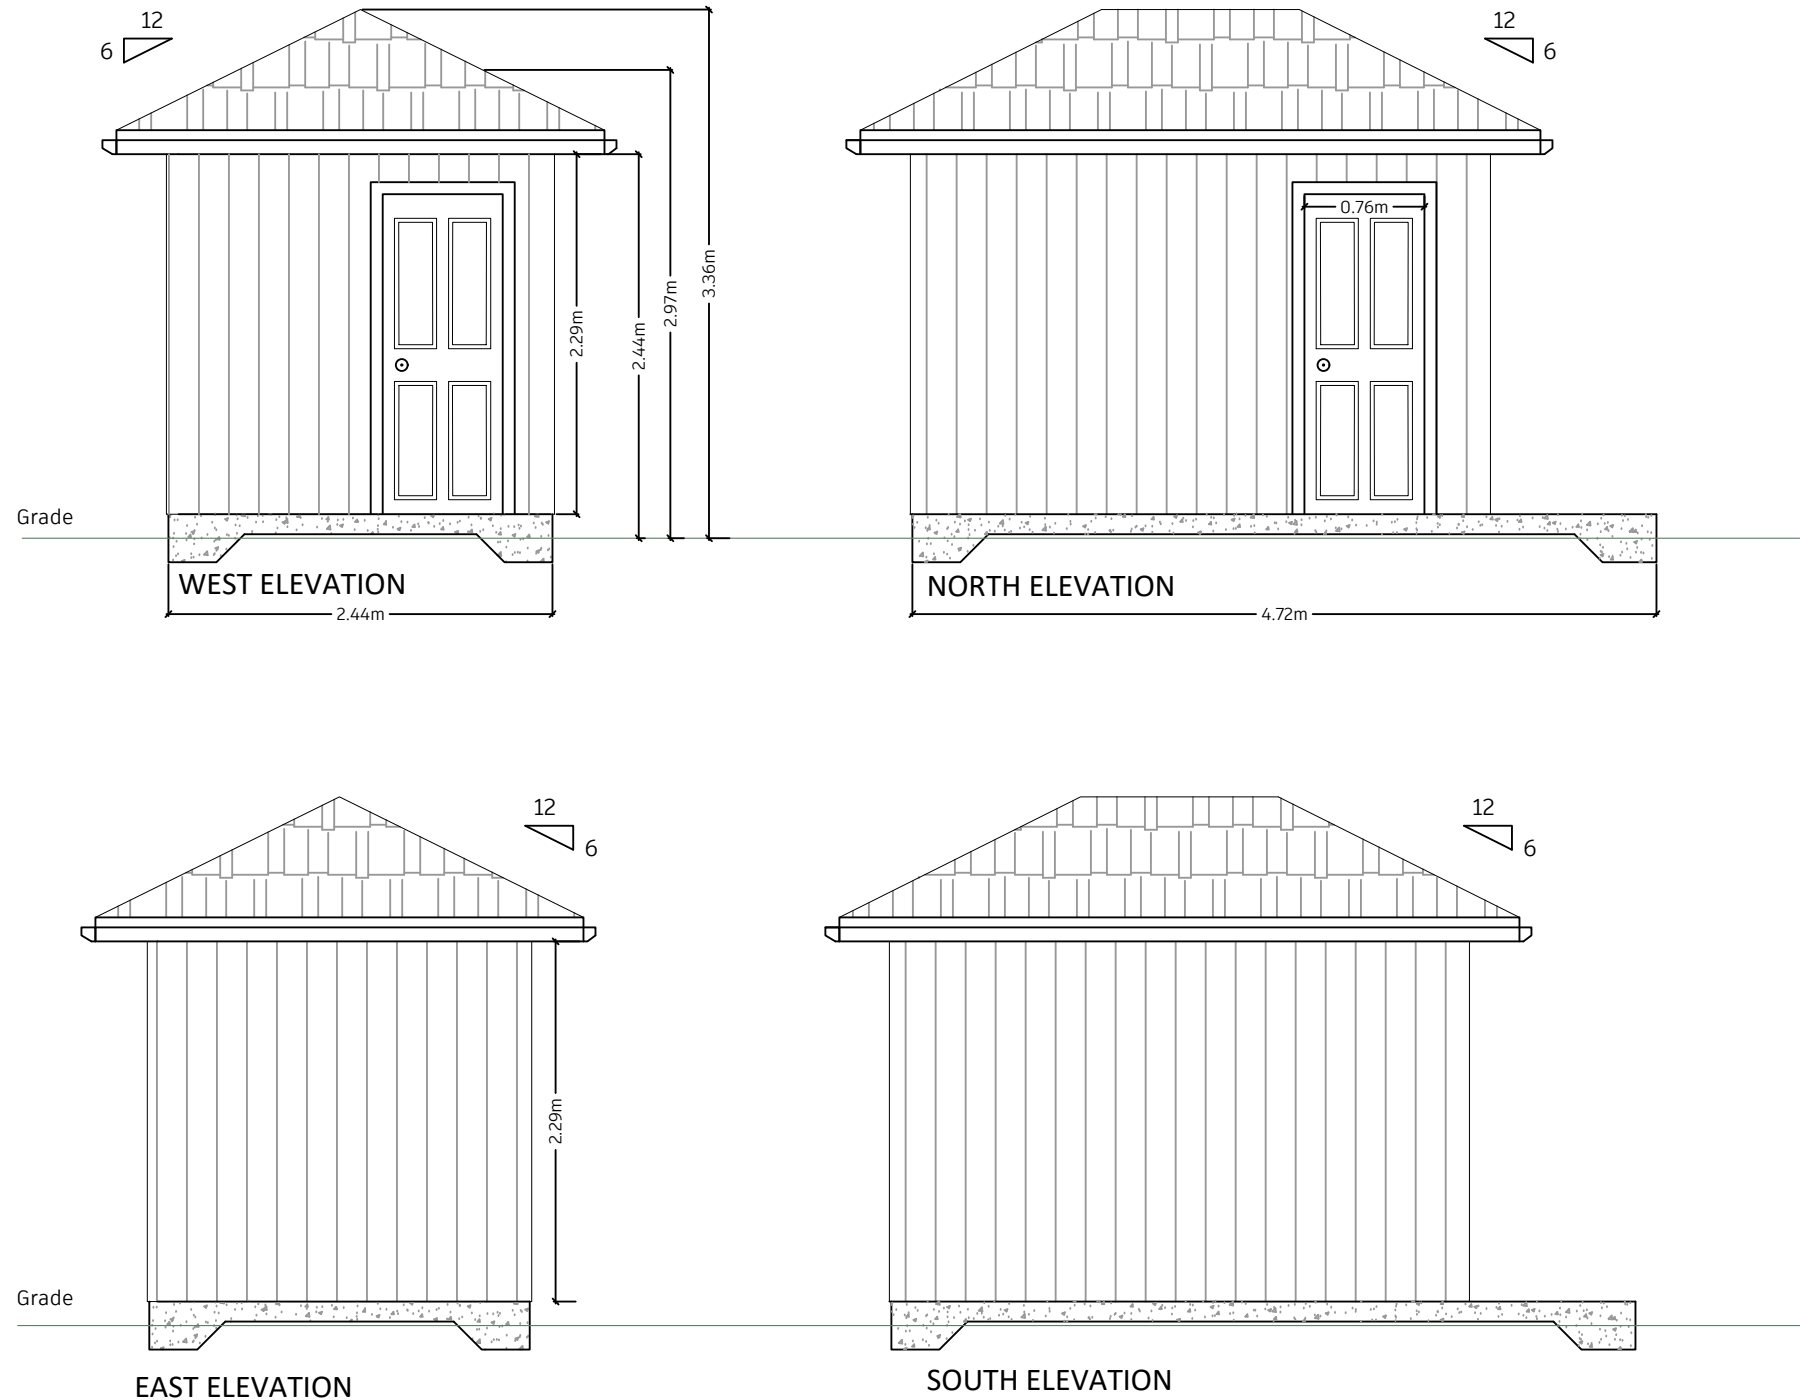 12
6
3.36m
2.97m
2.44m
2.29m
Grade
WEST ELEVATION
2.44m
12
6
0.76m
NORTH ELEVATION
4.72m
12
6
2.29m
Grade
EAST ELEVATION
12
6
SOUTH ELEVATION